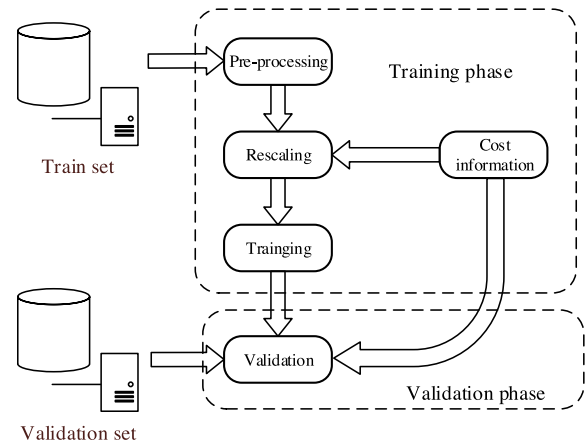 Pre-processing
Training phase
Train set
Rescaling
Cost
information
Trainging
Validation
Validation phase
Validation set